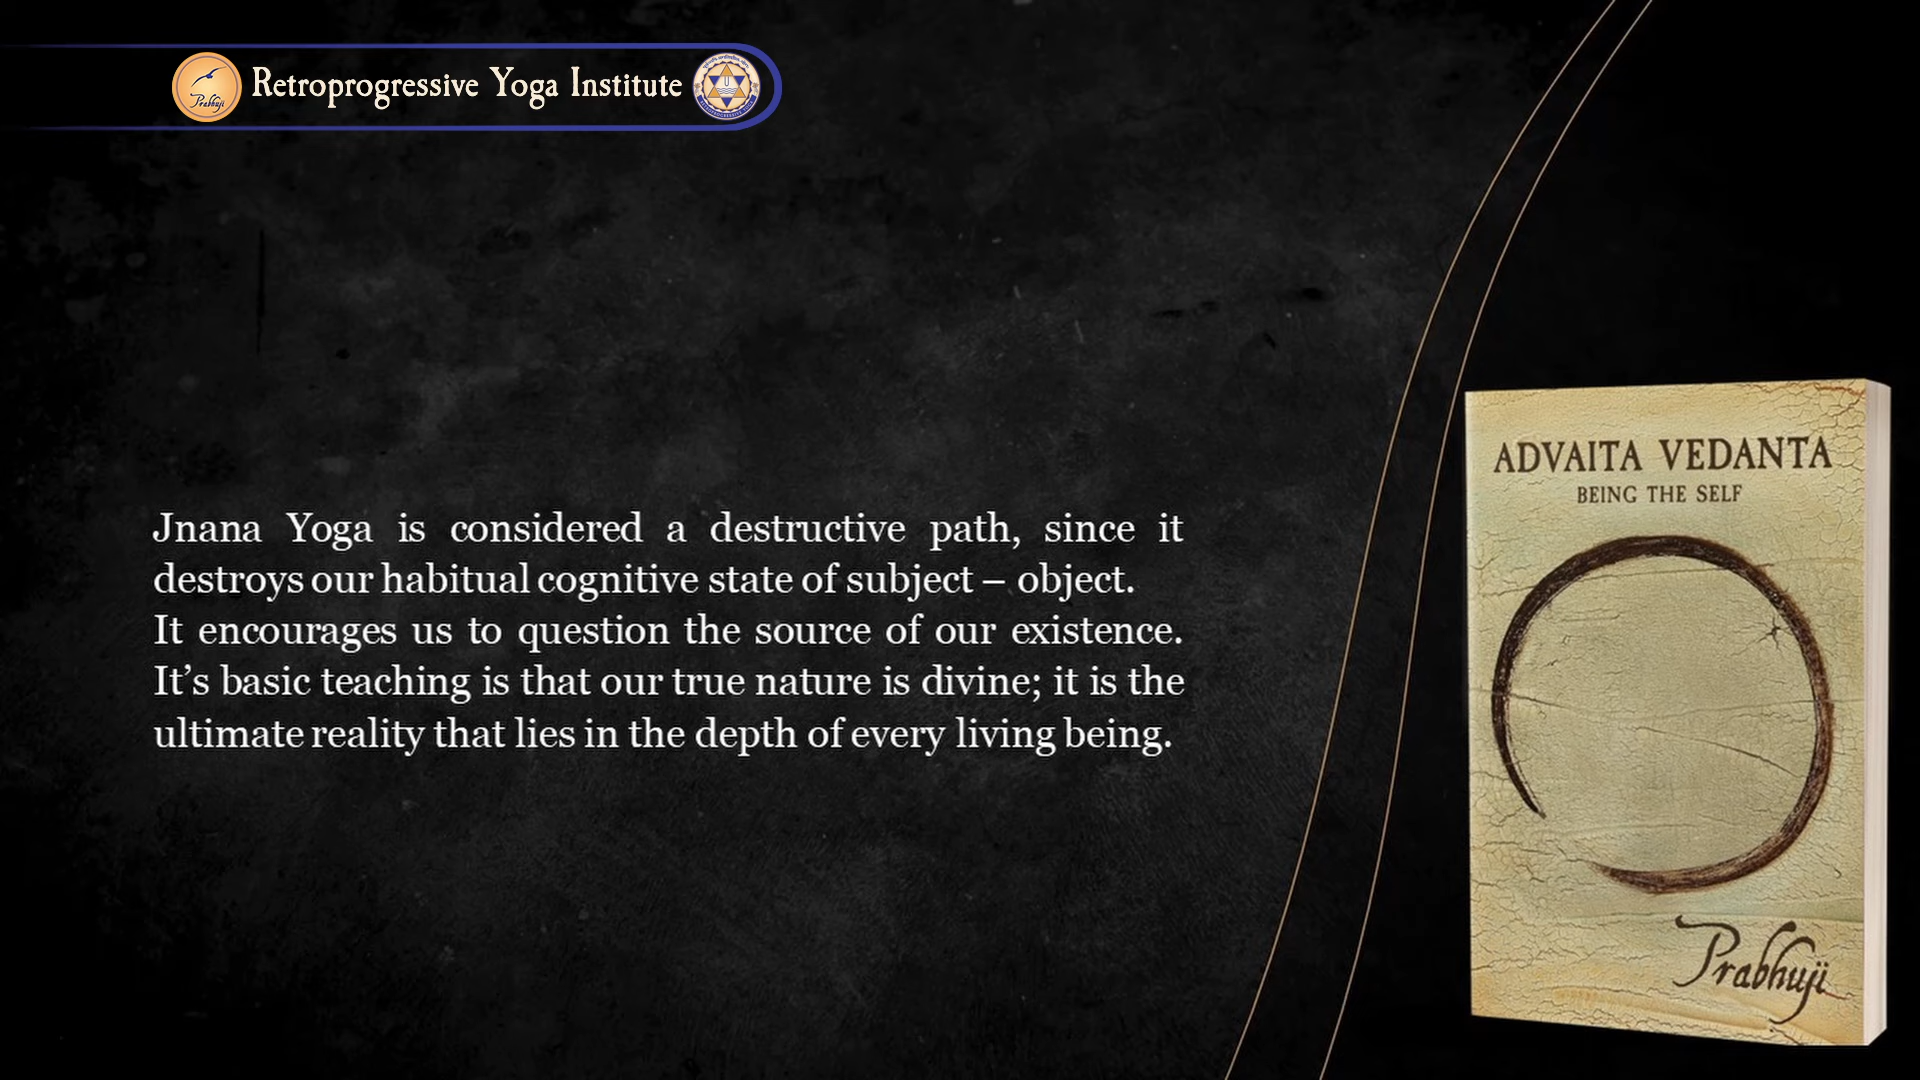 Prabhuji
Retroprogressive Yoga Institute
Jnana Yoga is considered a destructive path, since it
destroys our habitual cognitive state of subject – object.
It encourages us to question the source of our existence.
It’s basic teaching is that our true nature is divine; it is the
ultimate reality that lies in the depth of every living being.
ADVAITA VEDANTA
BEING THE SELF
Prabhuji